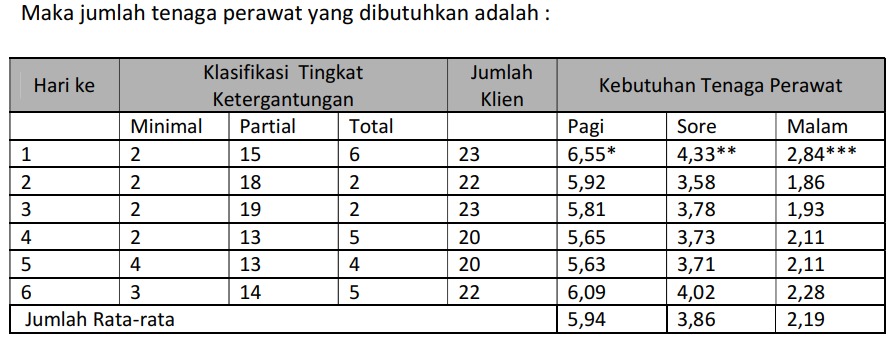 Maka jumlah tenaga perawat yang dibutuhkan adalah :
Hari ke Klasifikasi Tingkat Ketergantungan Jumlah Klien Kebutuhan Tenaga Perawat
Minimal Partial Total Pagi Sore Malam
1 2 15 6 23 6,55* 4,33** 2,84***
2 2 18 2 22 5,92 3,58 1,86
3 2 19 2 23 5,81 3,78 1,93
4 2 13 5 20 5,65 3,73 2,11
5 4 13 4 20 5,63 3,71 2,11
6 3 14 5 22 6,09 4,02 2,28
Jumlah Rata-rata 5,94 3,86 2,19